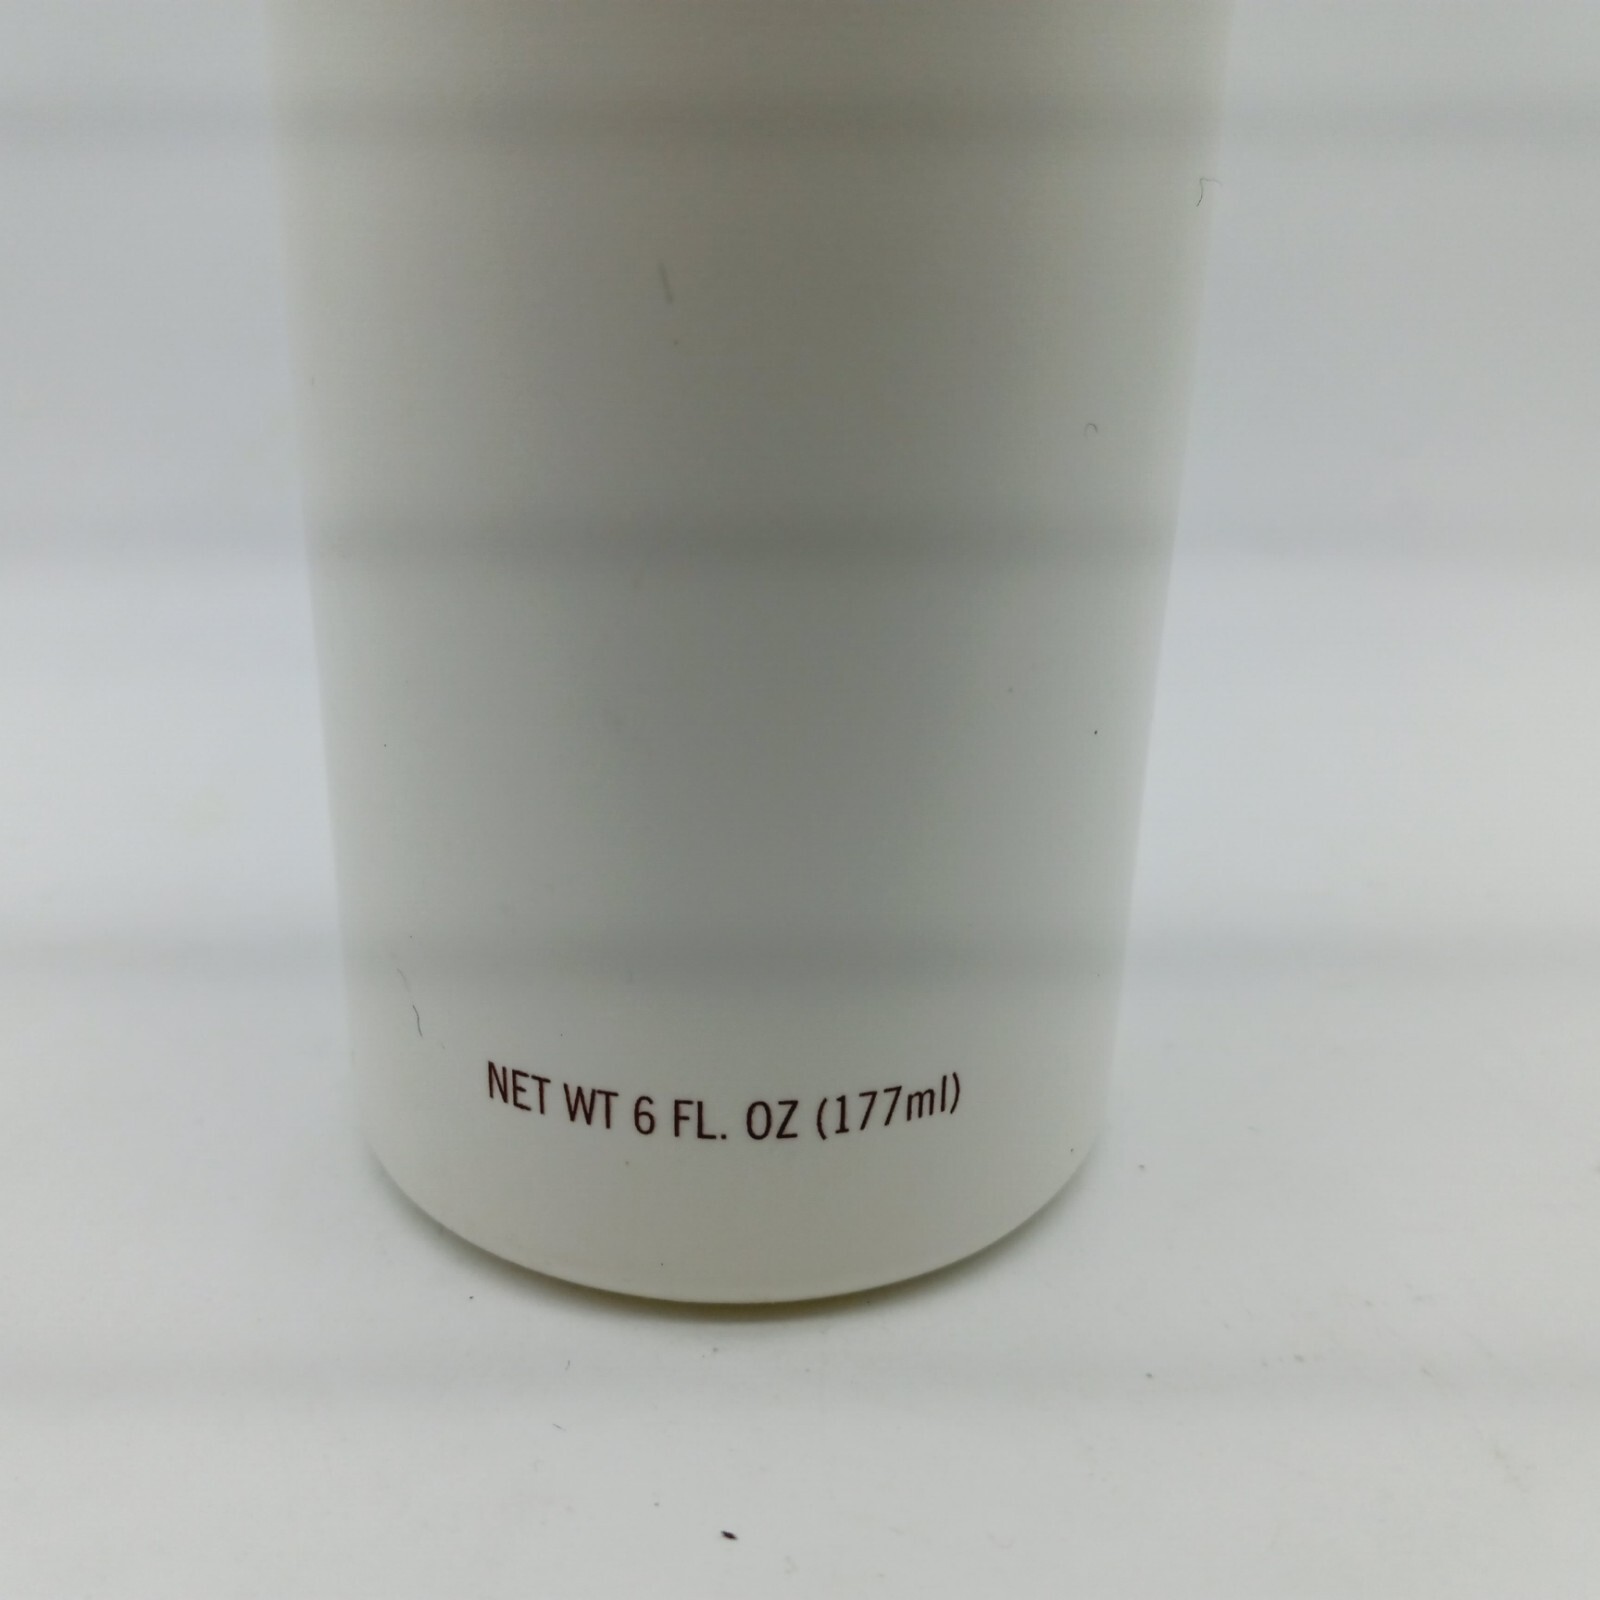 NET WT 6 FL. OZ (177ml)